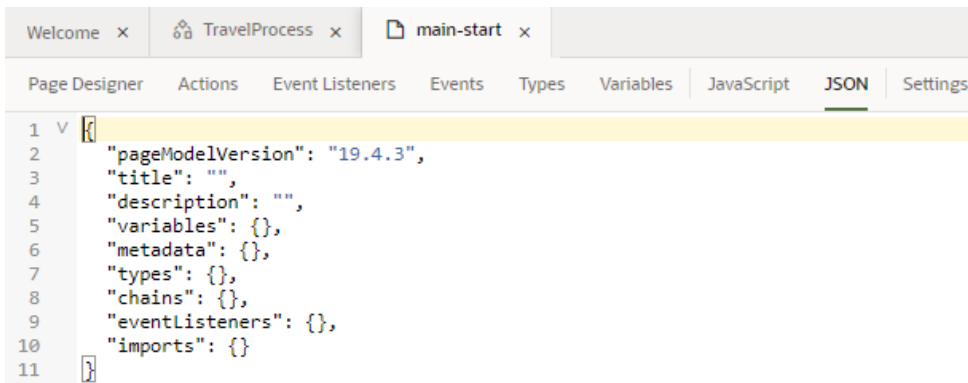 Welcome × TravelProcess × main-start ×
Page Designer Actions Event Listeners Events Types Variables JavaScript JSON Settings
1 {
2 "pageModelVersion": "19.4.3",
3 "title": "",
4 "description": "",
5 "variables": {},
6 "metadata": {},
7 "types": {},
8 "chains": {},
9 "eventListeners": {},
10 "imports": {}
11 }